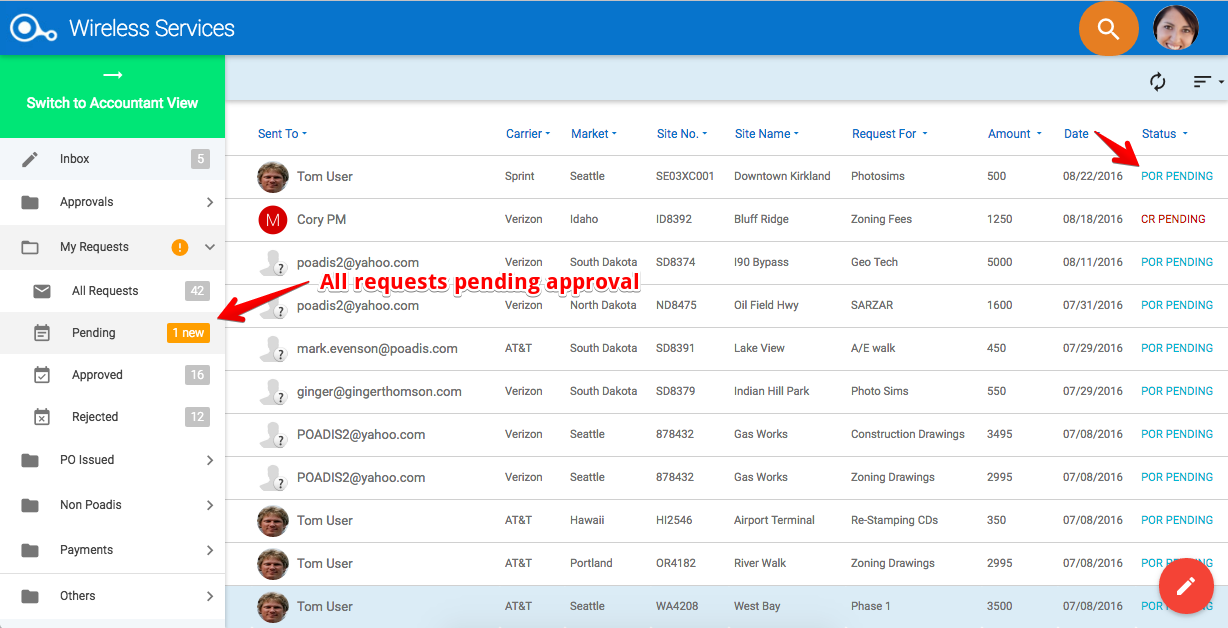 Wireless Services
Switch to Accountant View
Inbox 5
Approvals
My Requests !
All Requests 42
Pending 1 new
Approved 16
Rejected 12
PO Issued
Non Poadis
Payments
Others
All requests pending approval
Sent To Carrier Market Site No. Site Name Request For Amount Date Status
Tom User Sprint Seattle SE03XC001 Downtown Kirkland Photosims 500 08/22/2016 POR PENDING
M Cory PM Verizon Idaho ID8392 Bluff Ridge Zoning Fees 1250 08/18/2016 CR PENDING
? poadis2@yahoo.com Verizon South Dakota SD8374 I90 Bypass Geo Tech 5000 08/11/2016 POR PENDING
? poadis2@yahoo.com Verizon North Dakota ND8475 Oil Field Hwy SARZAR 1600 07/31/2016 POR PENDING
? mark.evenson@poadis.com AT&T South Dakota SD8391 Lake View A/E walk 450 07/29/2016 POR PENDING
? ginger@gingerthomson.com Verizon South Dakota SD8379 Indian Hill Park Photo Sims 550 07/29/2016 POR PENDING
? POADIS2@yahoo.com Verizon Seattle 878432 Gas Works Construction Drawings 3495 07/08/2016 POR PENDING
? POADIS2@yahoo.com Verizon Seattle 878432 Gas Works Zoning Drawings 2995 07/08/2016 POR PENDING
Tom User AT&T Hawaii HI2546 Airport Terminal Re-Stamping CDs 350 07/08/2016 POR PENDING
Tom User AT&T Portland OR4182 River Walk Zoning Drawings 2995 07/08/2016 POR
Tom User AT&T Seattle WA4208 West Bay Phase 1 3500 07/08/2016 POR